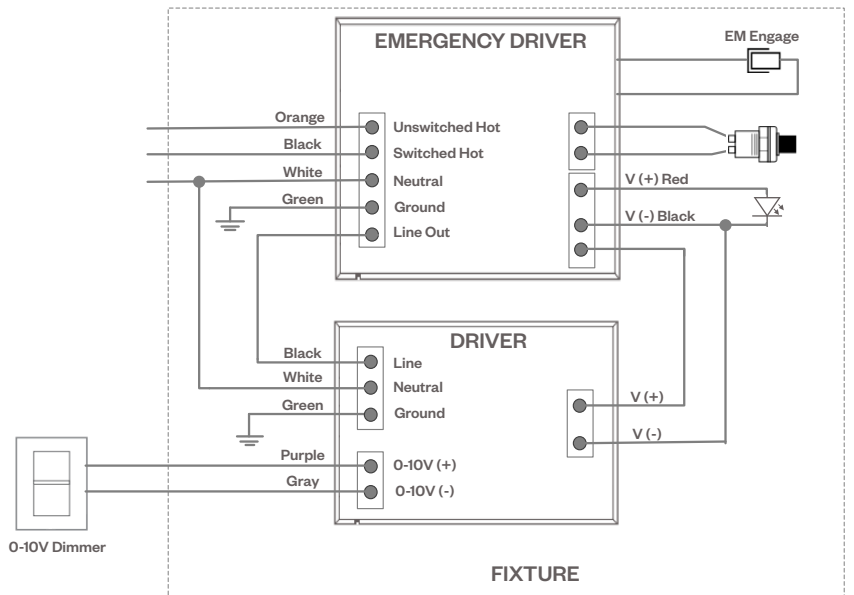 EMERGENCY DRIVER
EM Engage
Orange
Unswitched Hot
Black
Switched Hot
White
Neutral
V (+) Red
Green
Ground
V (-) Black
Line Out
DRIVER
Black
Line
White
Neutral
V (+)
Green
Ground
V (-)
Purple
0-10V (+)
Gray
0-10V (-)
0-10V Dimmer
FIXTURE